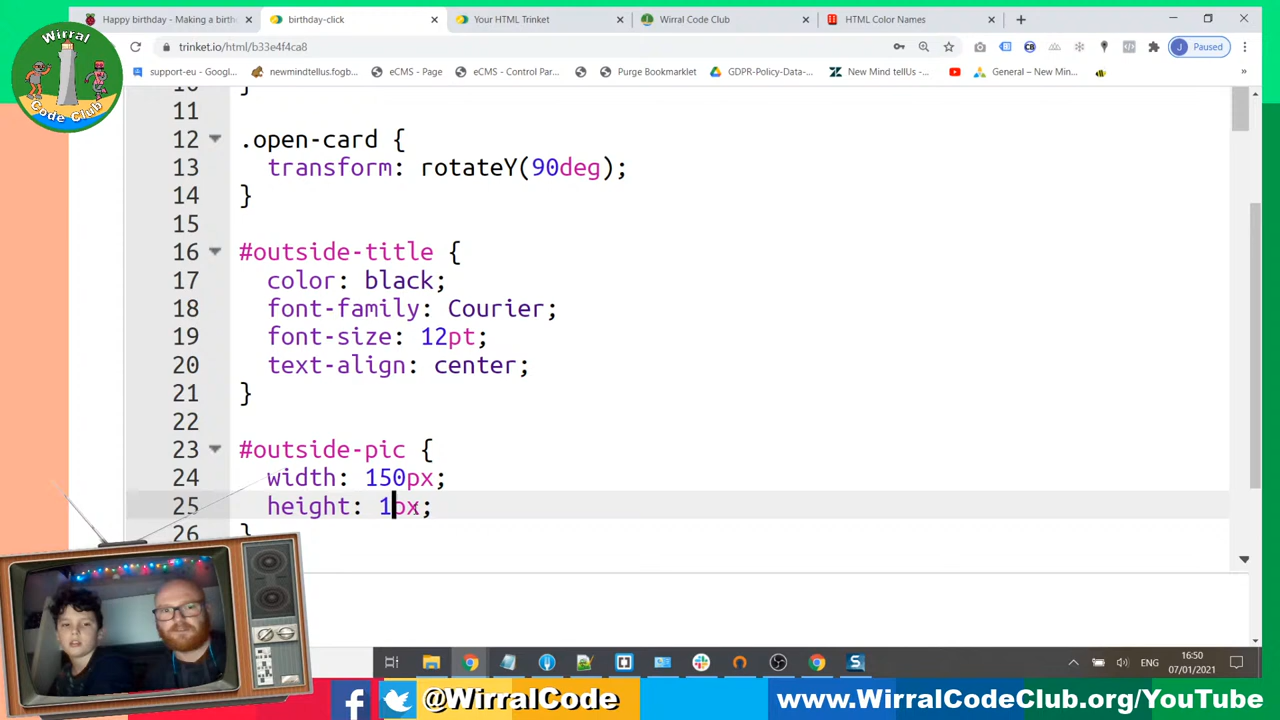 Wirral
Code Club
Happy birthday - Making a birth
birthday-click
Your HTML Trinket
Wirral Code Club
HTML Color Names
trinket.io/html/b33e4f4ca8
J
Paused
support-eu - Googl...
newmindtellus.fogb...
eCMS - Page
eCMS - Control Par...
Purge Bookmarklet
GDPR-Policy-Data-...
New Mind tellUs -...
General – New Min...
10 }
11
12 .open-card {
13 transform: rotateY(90deg);
14 }
15
16 #outside-title {
17 color: black;
18 font-family: Courier;
19 font-size: 12pt;
20 text-align: center;
21 }
22
23 #outside-pic {
24 width: 150px;
25 height: 1px;
26 }
ENG
16:50
07/01/2021
@WirralCode
www.WirralCodeClub.org/YouTube